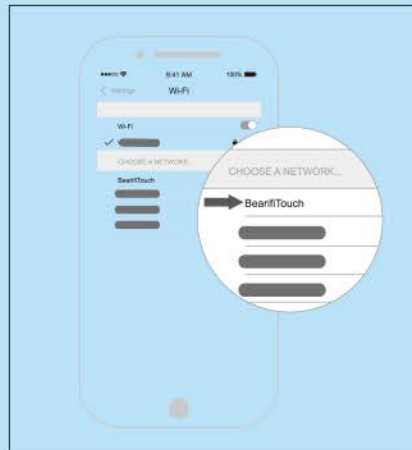 9:41 AM
100%
Settings
Wi-Fi
Wi-Fi
CHOOSE A NETWORK...
BearifiTouch
CHOOSE A NETWORK...
BearifiTouch